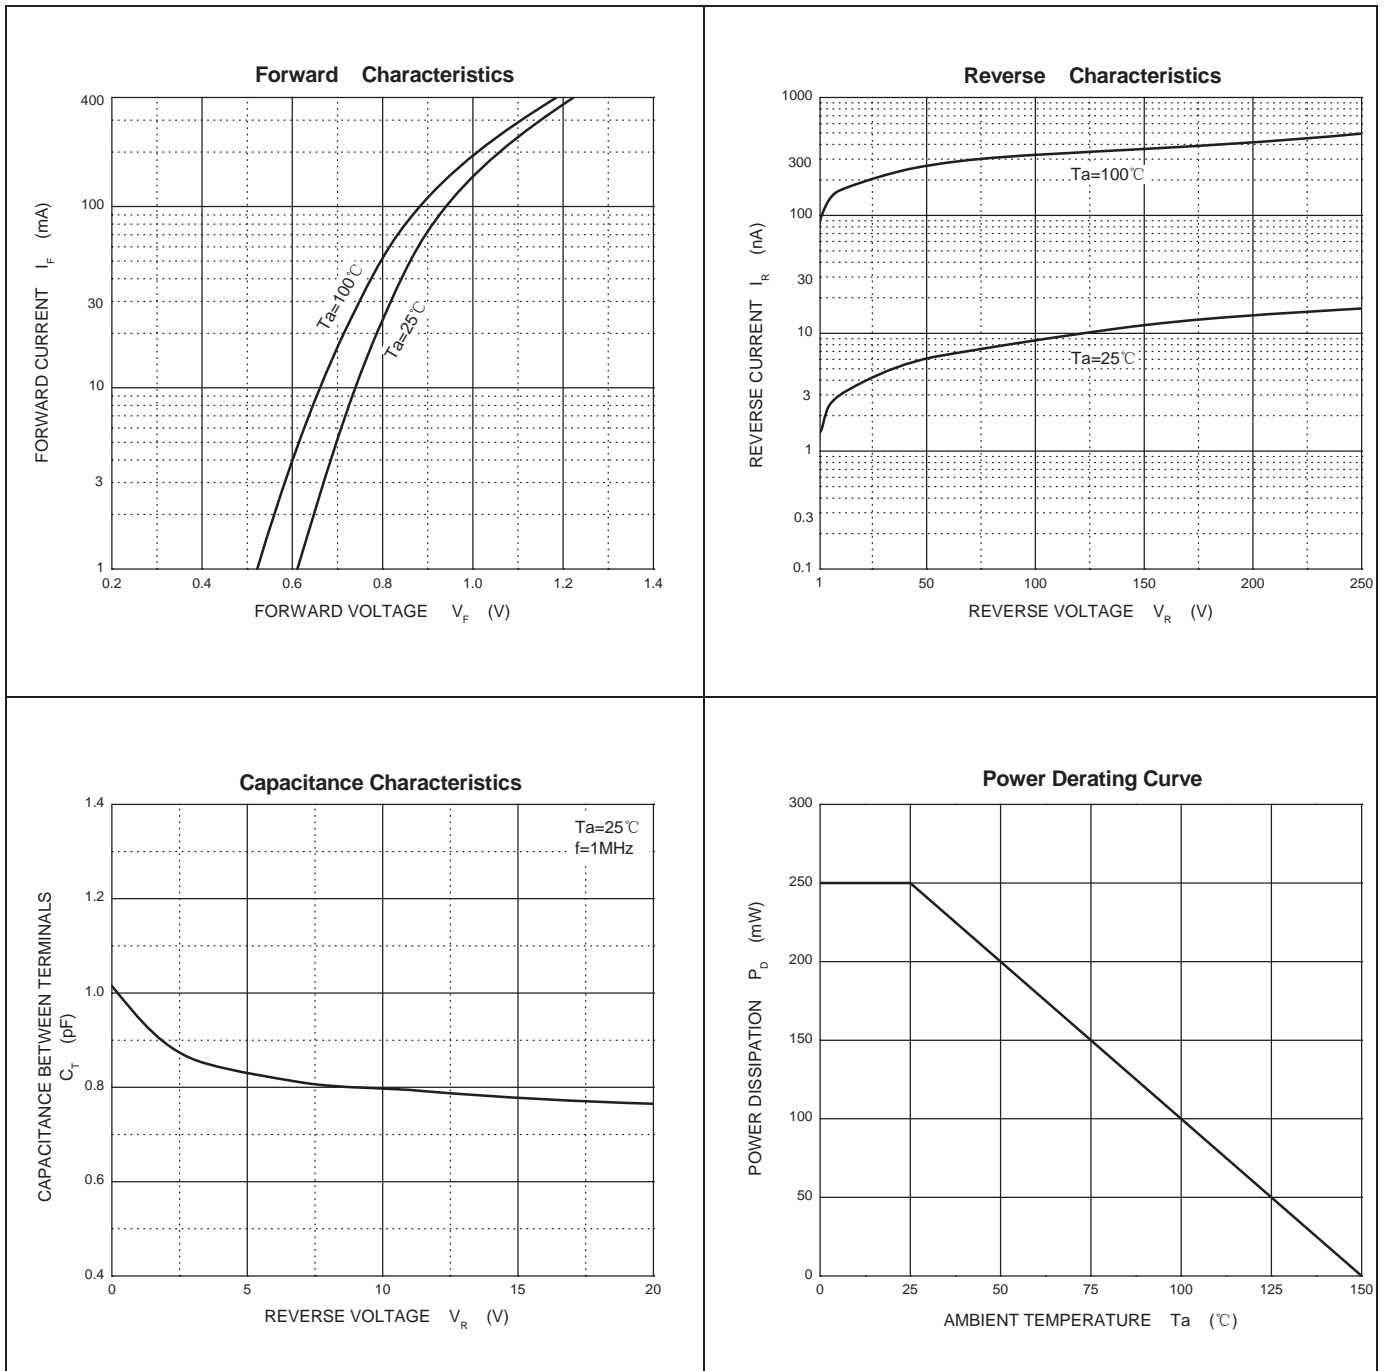 Forward Characteristics
400
100
30
10
3
1
0.2 0.4 0.6 0.8 1.0 1.2 1.4
FORWARD CURRENT I_F (mA)
Ta=100℃
Ta=25℃
FORWARD VOLTAGE V_F (V)
Reverse Characteristics
1000
300
100
30
10
3
1
0.3
0.1
1 50 100 150 200 250
REVERSE CURRENT I_R (nA)
Ta=100℃
Ta=25℃
REVERSE VOLTAGE V_R (V)
Capacitance Characteristics
1.4
1.2
1.0
0.8
0.6
0.4
0 5 10 15 20
CAPACITANCE BETWEEN TERMINALS
C_T (pF)
Ta=25℃
f=1MHz
REVERSE VOLTAGE V_R (V)
Power Derating Curve
300
250
200
150
100
50
0
0 25 50 75 100 125 150
POWER DISSIPATION P_D (mW)
AMBIENT TEMPERATURE Ta (℃)